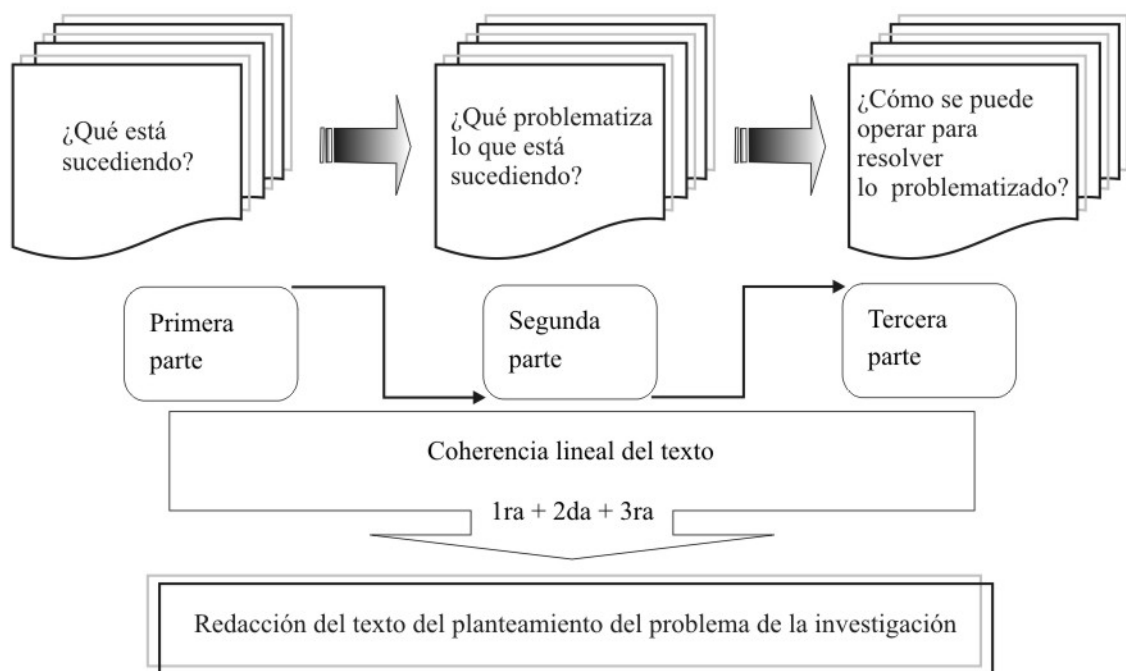 ¿Qué está
sucediendo?
¿Qué problematiza
lo que está
sucediendo?
¿Cómo se puede
operar para
resolver
lo problematizado?
Primera
parte
Segunda
parte
Tercera
parte
Coherencia lineal del texto
1ra + 2da + 3ra
Redacción del texto del planteamiento del problema de la investigación